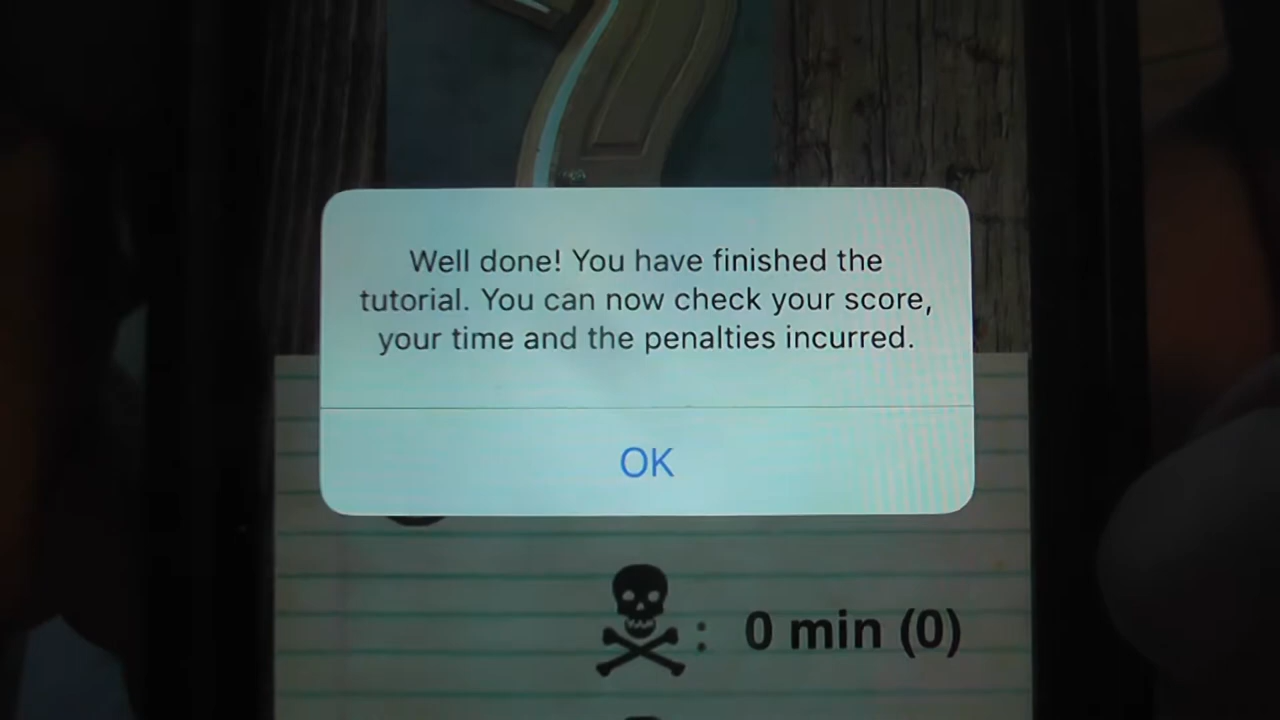 Well done! You have finished the
tutorial. You can now check your score,
your time and the penalties incurred.
OK
: 0 min (0)